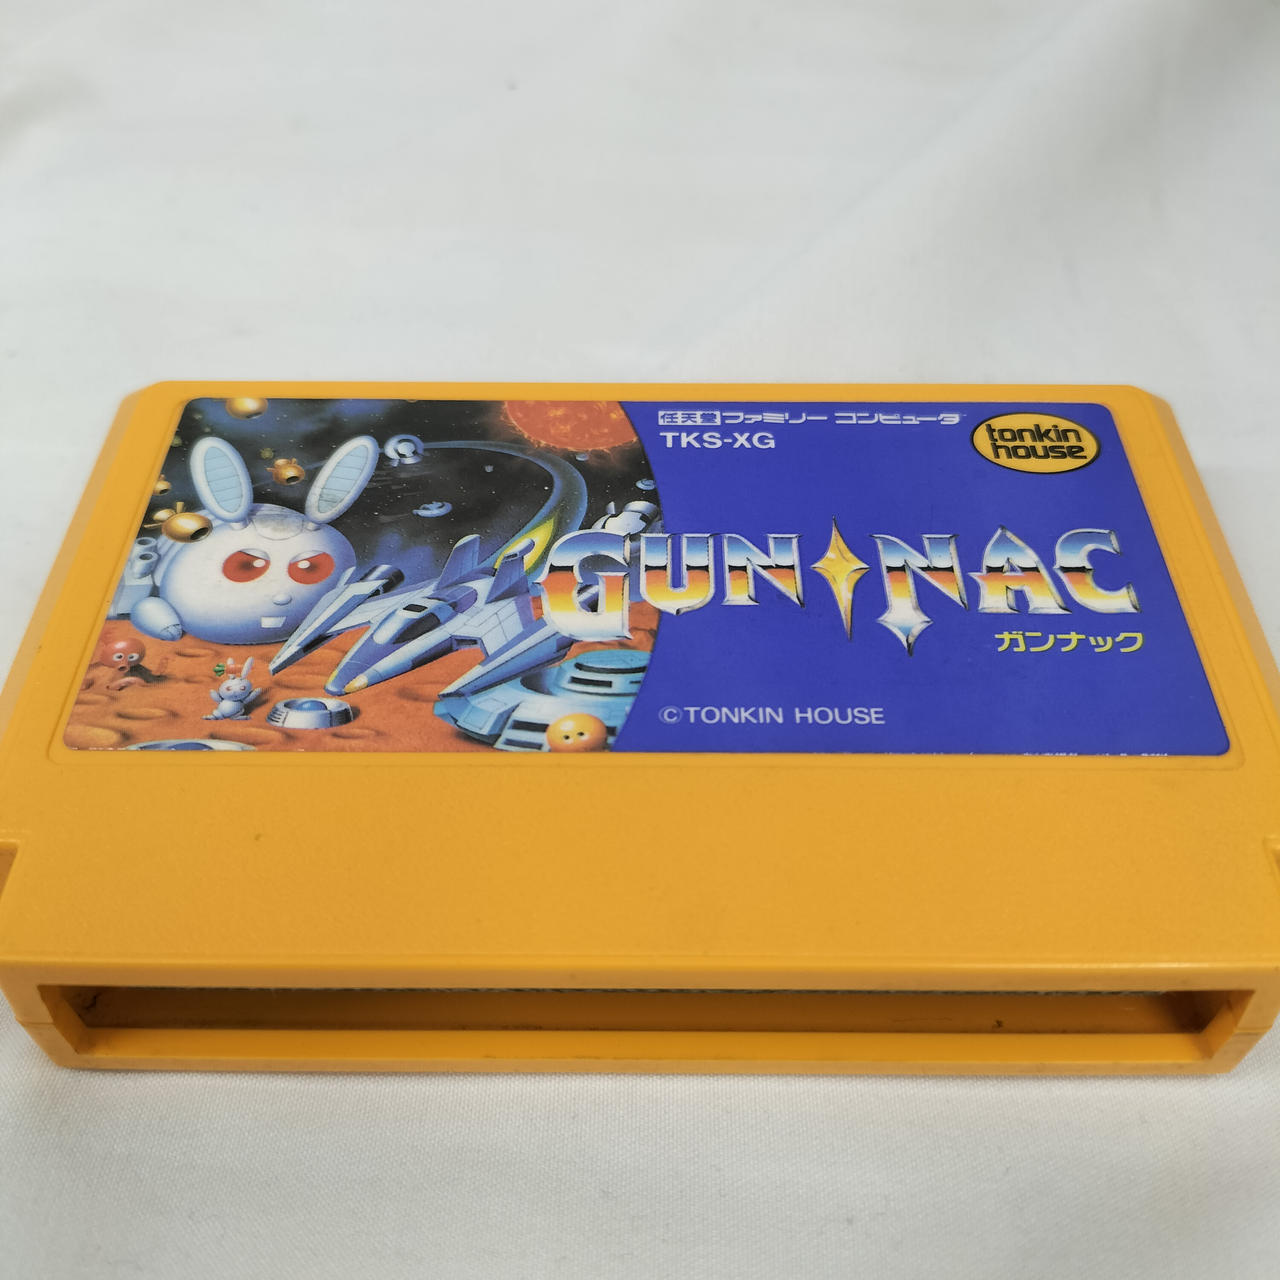 任天堂 ファミリー コンピュータ
TKS-XG
tonkin
house
GUN NAC
ガンナック
©TONKIN HOUSE